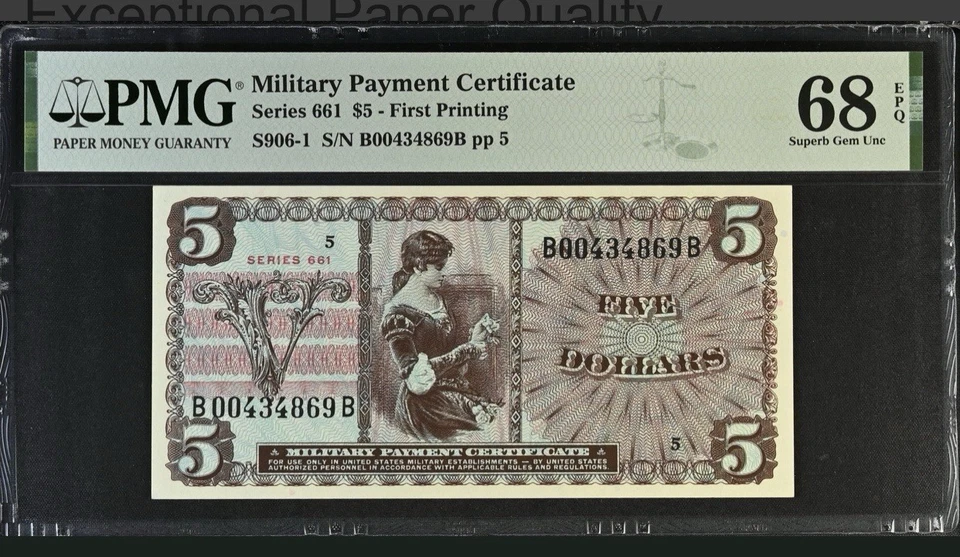 Exceptional Paper Quality
PMG®
PAPER MONEY GUARANTY
Military Payment Certificate
Series 661 $5 - First Printing
S906-1 S/N B00434869B pp 5
68
EPQ
Superb Gem Unc
5
5
5
SERIES 661
B00434869B
V
FIVE
DOLLARS
B00434869B
5
5
5
MILITARY PAYMENT CERTIFICATE
FOR USE ONLY IN UNITED STATES MILITARY ESTABLISHMENTS — BY UNITED STATES
AUTHORIZED PERSONNEL IN ACCORDANCE WITH APPLICABLE RULES AND REGULATIONS